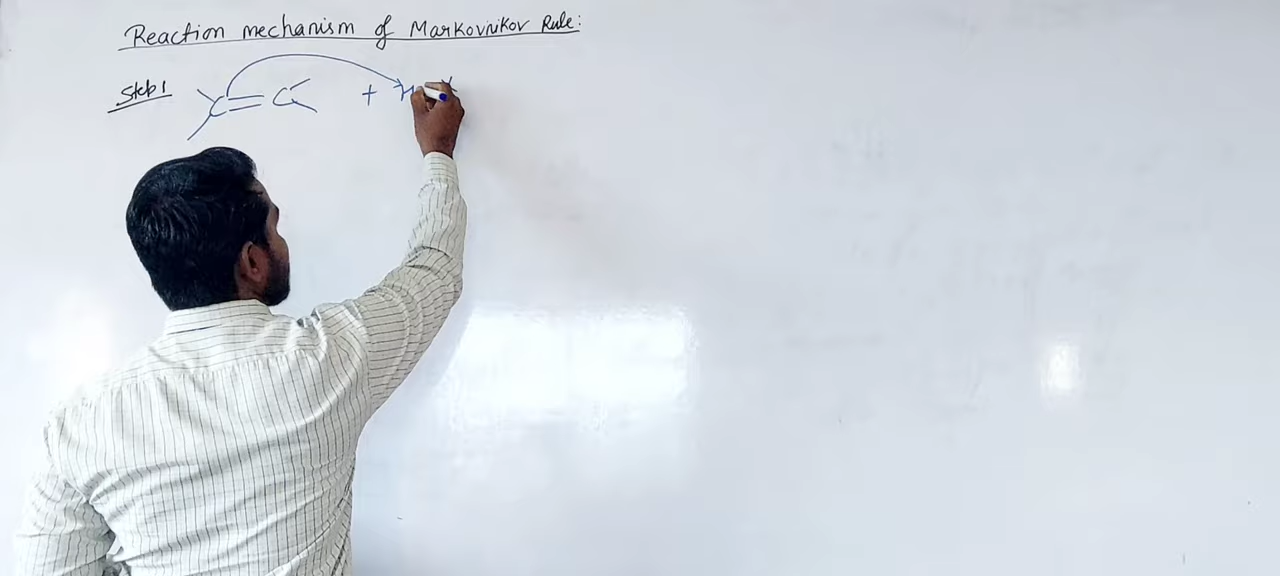 Reaction mechanism of Markovnikov Rule:
Step 1 C=C + H